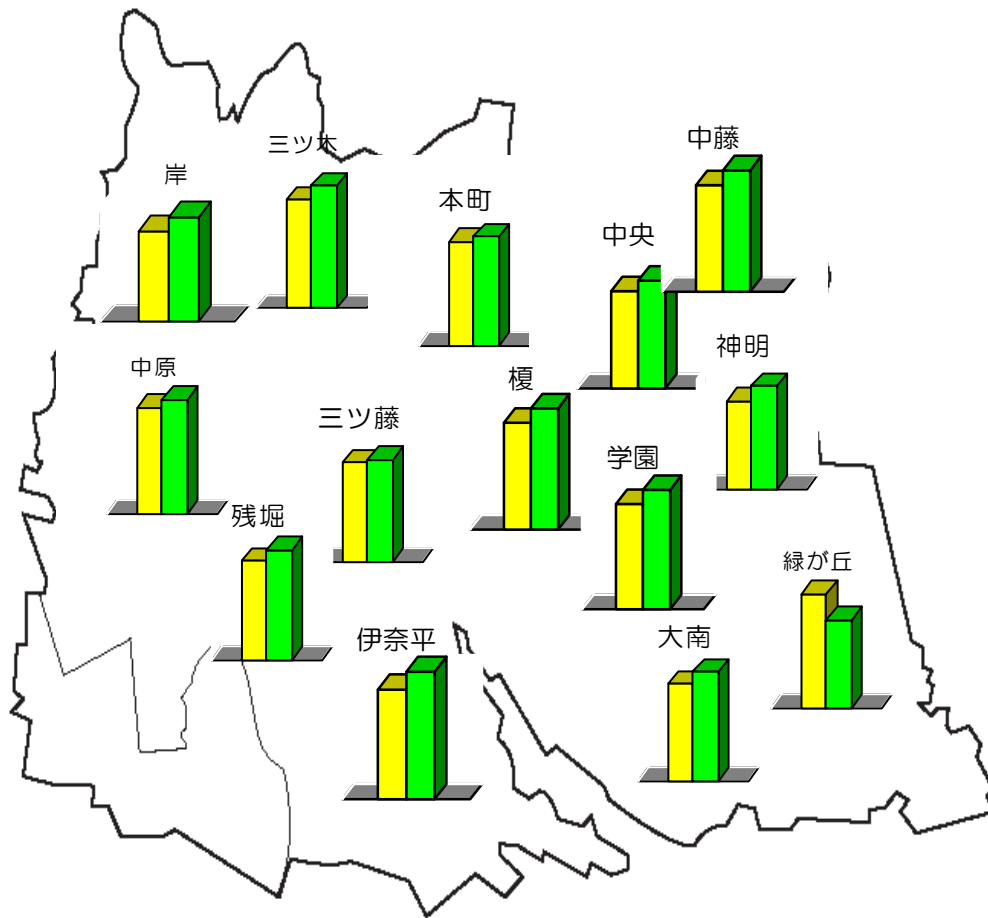 中藤
三ツ木
岸
本町
中央
神明
中原
榎
三ツ藤
学園
残堀
緑が丘
伊奈平
大南